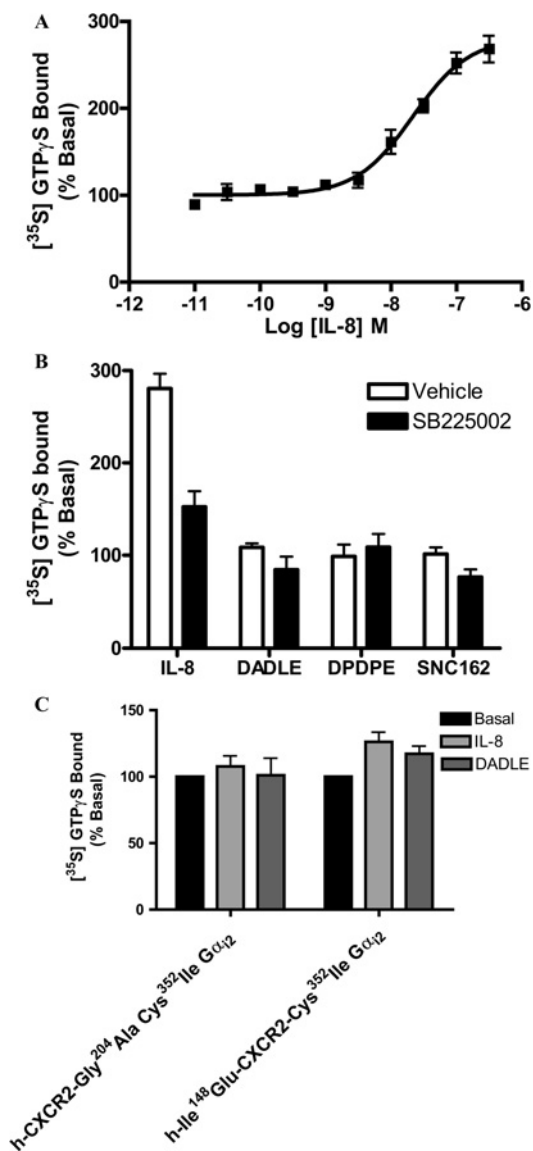 A
[³⁵S] GTPγS Bound
(% Basal)
300
200
100
0
-12 -11 -10 -9 -8 -7 -6
Log [IL-8] M
B
[³⁵S] GTPγS bound
(% Basal)
300
200
100
0
Vehicle
SB225002
IL-8 DADLE DPDPE SNC162
C
[³⁵S] GTPγS Bound
(% Basal)
150
100
50
0
Basal
IL-8
DADLE
h-CXCR2-Gly²⁰⁴Ala Cys³⁵²Ile Gαi2
h-Ile¹⁴⁸Glu-CXCR2-Cys³⁵²Ile Gαi2